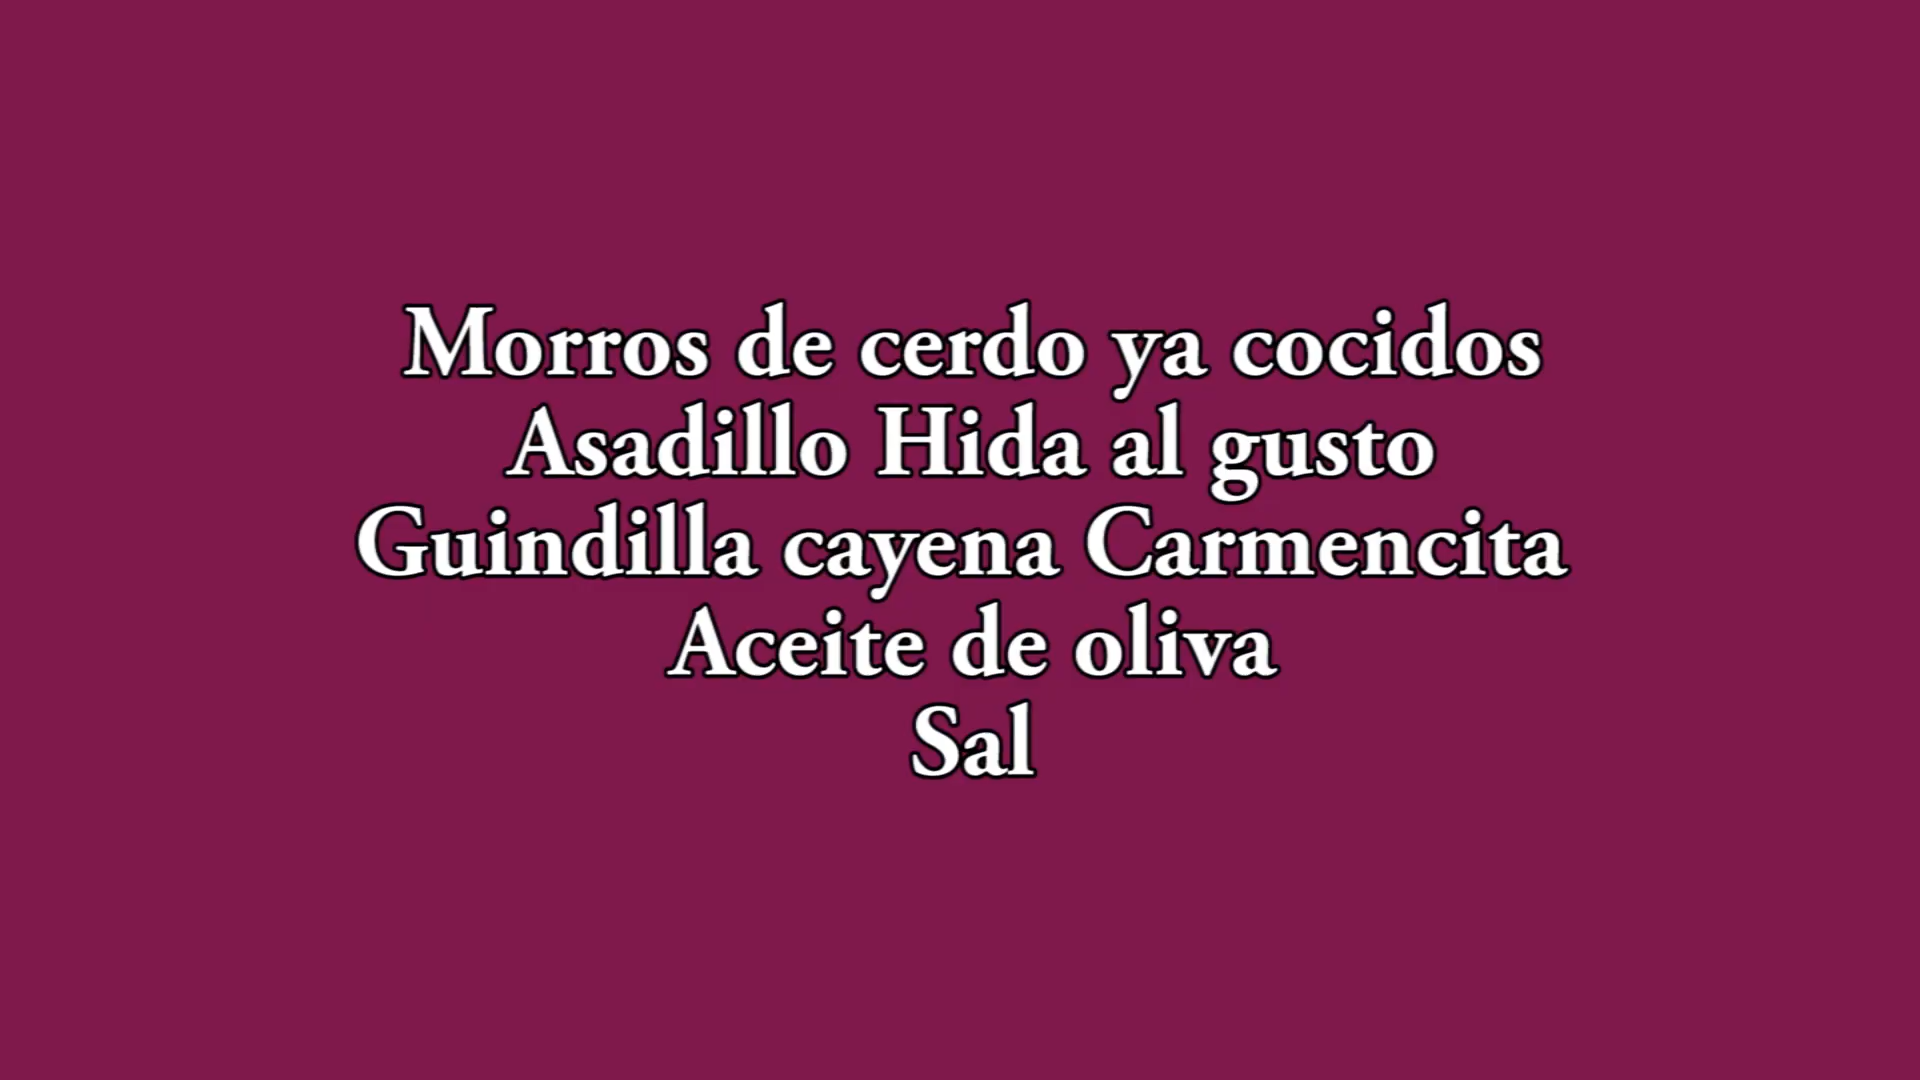 Morros de cerdo ya cocidos
Asadillo Hida al gusto
Guindilla cayena Carmencita
Aceite de oliva
Sal